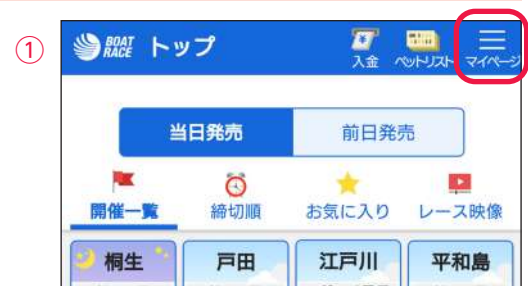 ①
BOAT RACE トップ
入金 ベットリスト マイページ
当日発売 前日発売
開催一覧 締切順 お気に入り レース映像
桐生 戸田 江戸川 平和島